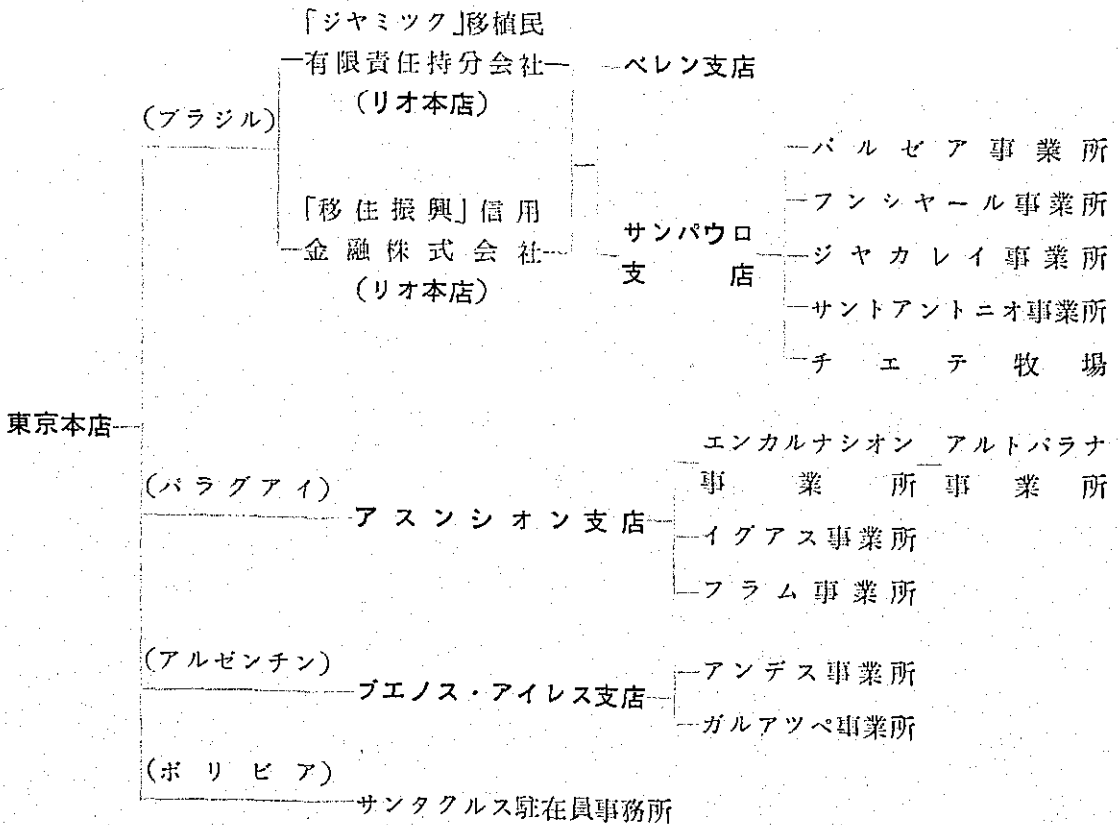 「ジヤミツク」移植民
有限責任持分会社
(リオ本店)
ベレン支店
(ブラジル)
バルゼア事業所
フンシヤール事業所
「移住振興」信用
金融株式会社
(リオ本店)
サンパウロ
支店
ジヤカレイ事業所
サントアントニオ事業所
チエテ牧場
東京本店
(パラグアイ)
アスンシオン支店
エンカルナシオン
事業所
アルトパラナ
事業所
イグアス事業所
フラム事業所
(アルゼンチン)
ブエノス・アイレス支店
アンデス事業所
ガルアツペ事業所
(ボリビア)
サンタクルス駐在員事務所